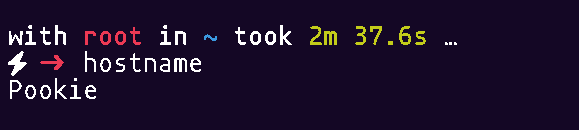 with root in ~ took 2m 37.6s …
⚡ → hostname
Pookie